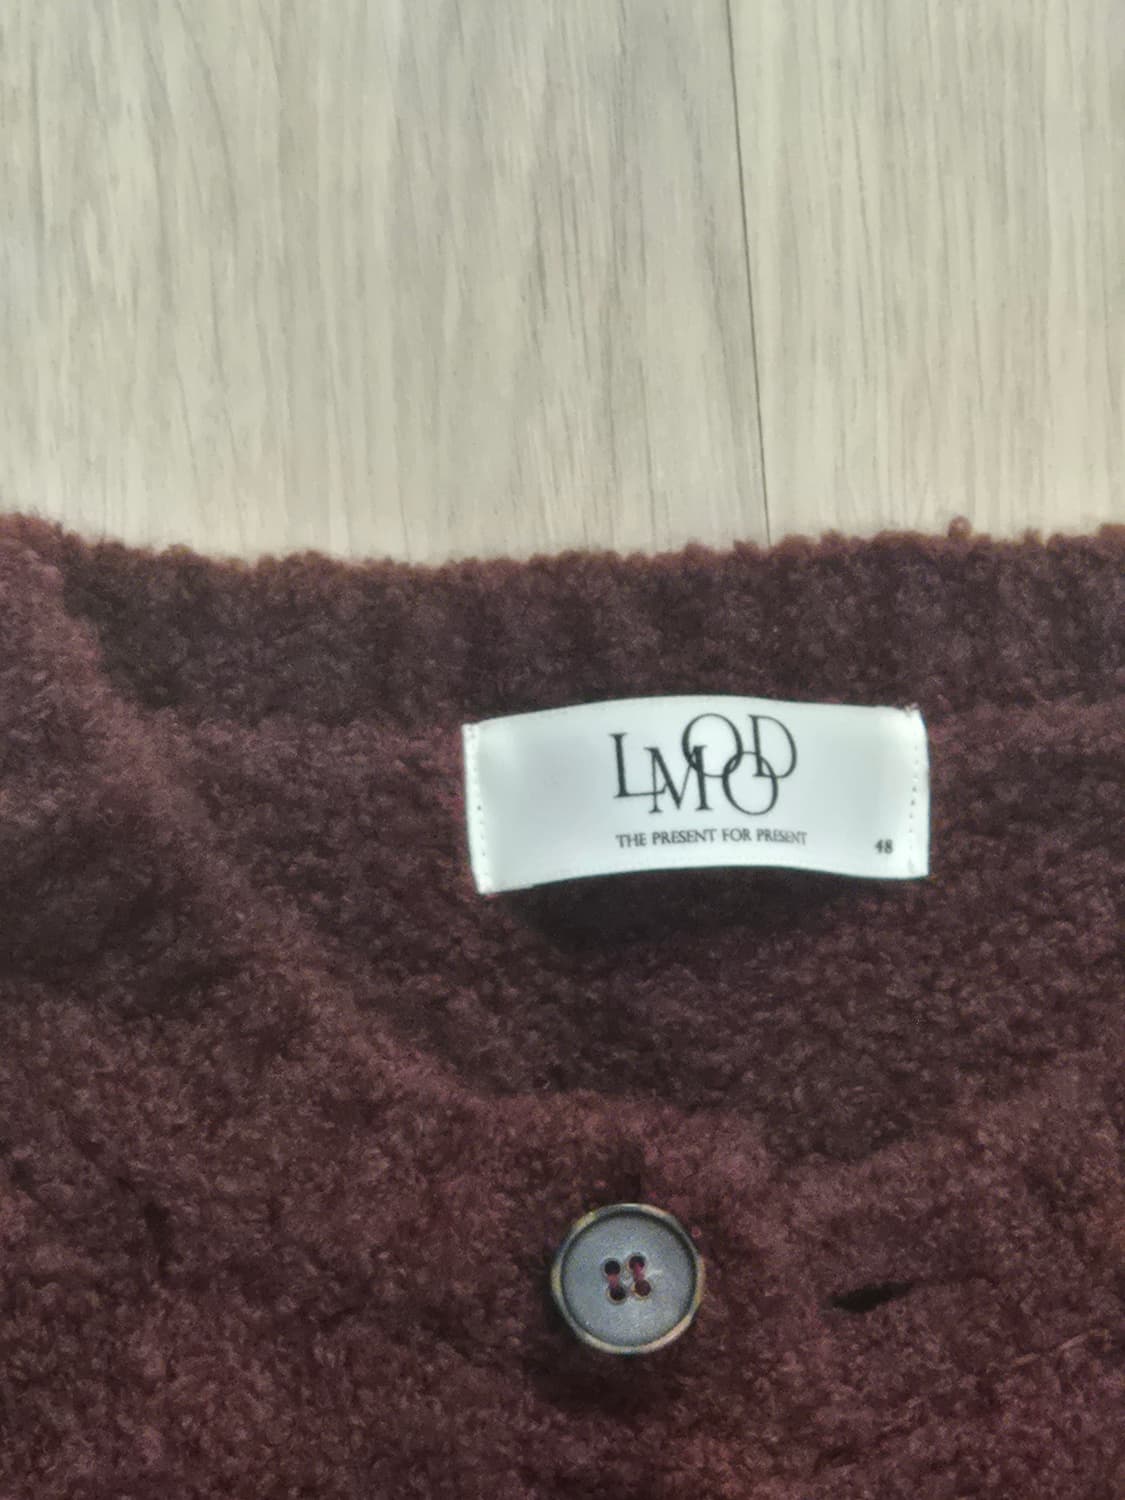 LMOOD
THE PRESENT FOR PRESENT
48